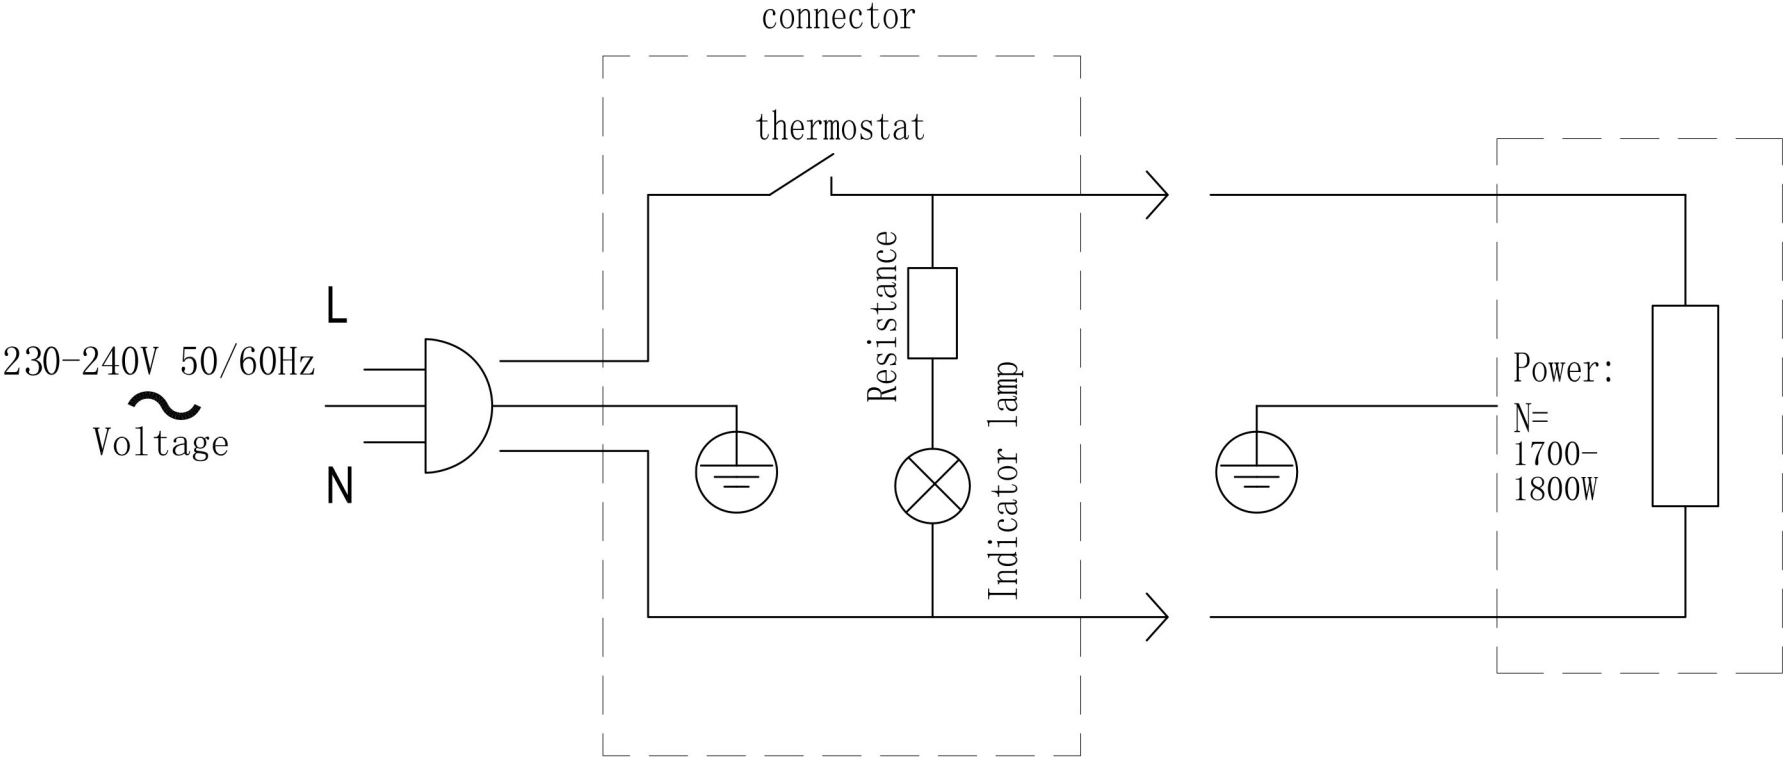 connector
thermostat
L
230-240V 50/60Hz
Voltage
N
Resistance
Indicator lamp
Power:
N=
1700-
1800W